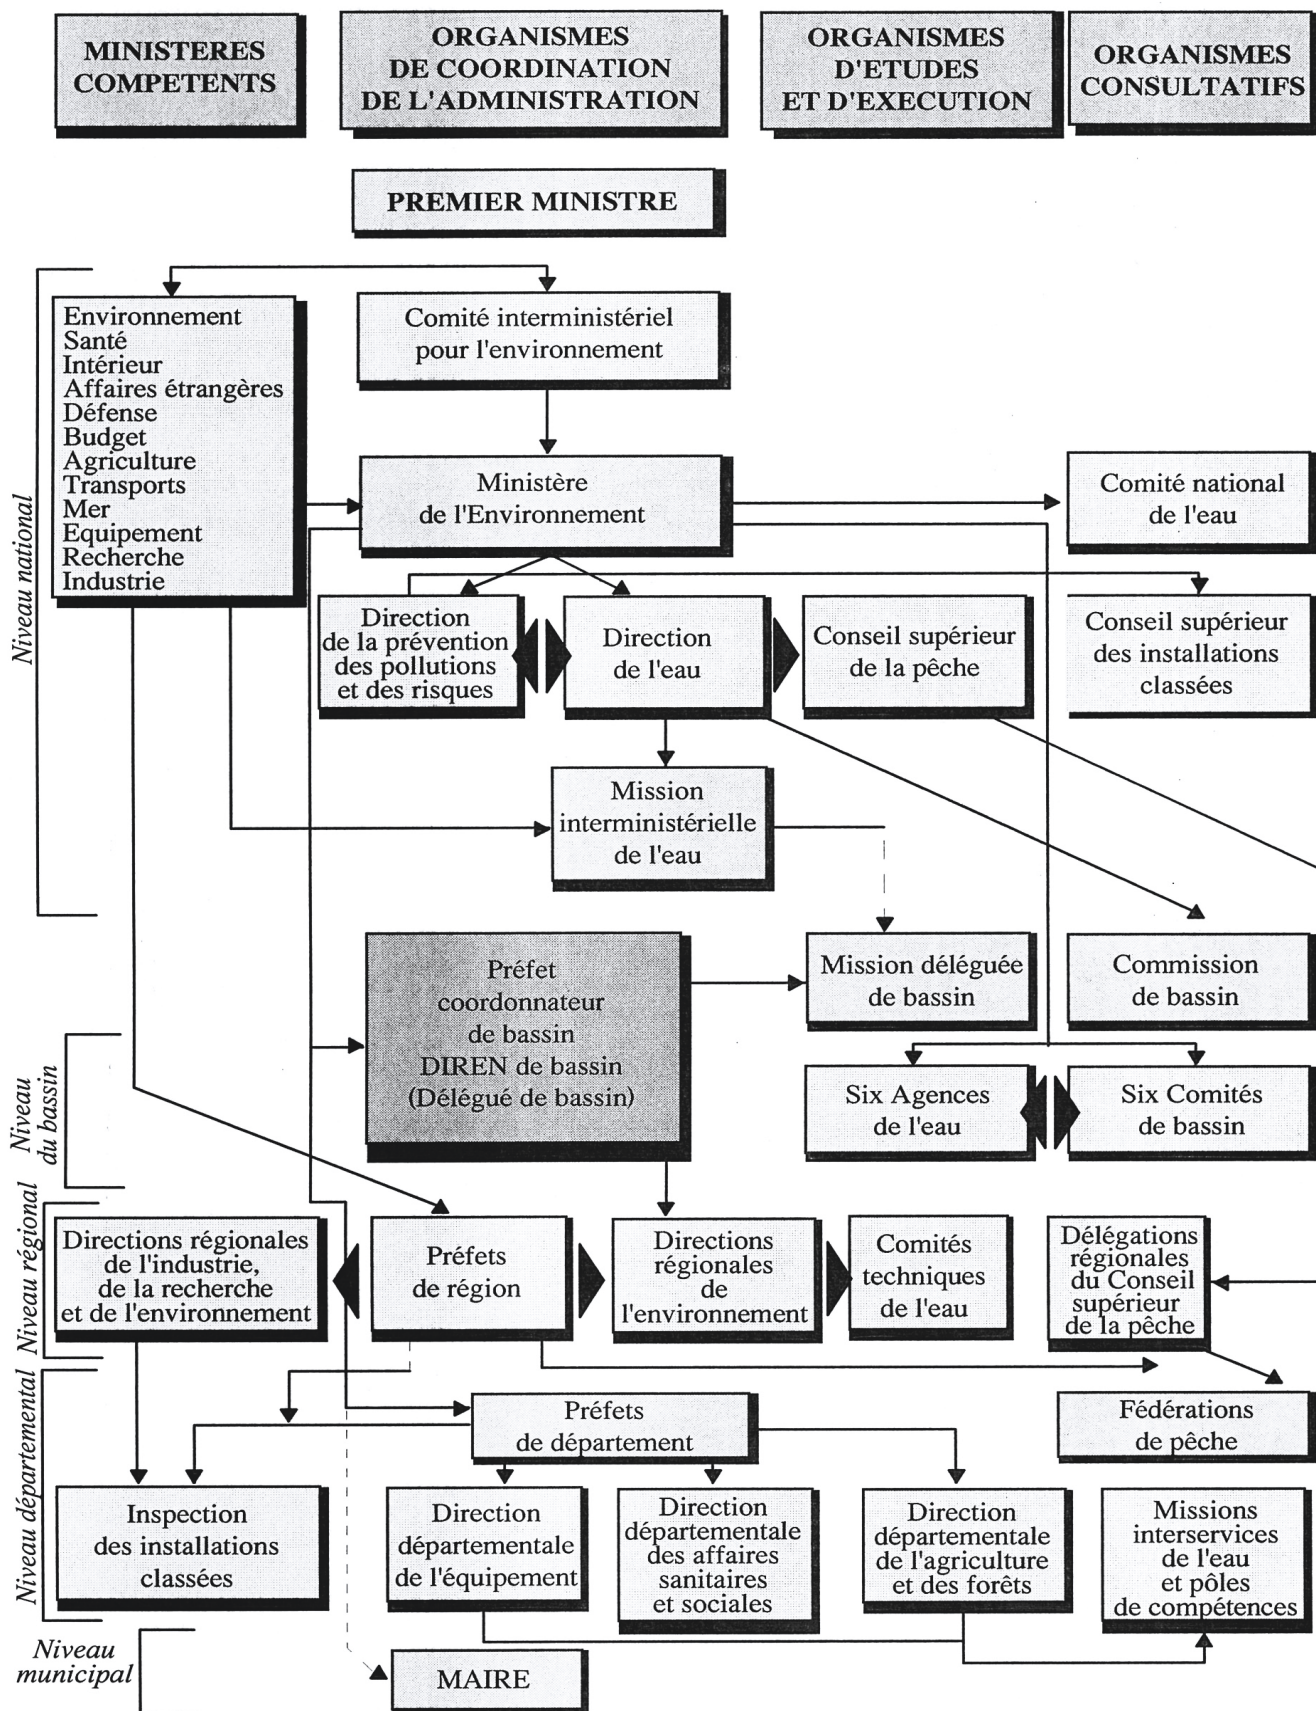 MINISTERES
COMPETENTS
ORGANISMES
DE COORDINATION
DE L'ADMINISTRATION
ORGANISMES
D'ETUDES
ET D'EXECUTION
ORGANISMES
CONSULTATIFS
PREMIER MINISTRE
Niveau national
Environnement
Santé
Intérieur
Affaires étrangères
Défense
Budget
Agriculture
Transports
Mer
Equipement
Recherche
Industrie
Comité interministériel
pour l'environnement
Ministère
de l'Environnement
Comité national
de l'eau
Direction
de la prévention
des pollutions
et des risques
Direction
de l'eau
Conseil supérieur
de la pêche
Conseil supérieur
des installations
classées
Mission
interministérielle
de l'eau
Niveau
du bassin
Préfet
coordonnateur
de bassin
DIREN de bassin
(Délégué de bassin)
Mission déléguée
de bassin
Commission
de bassin
Six Agences
de l'eau
Six Comités
de bassin
Niveau régional
Directions régionales
de l'industrie,
de la recherche
et de l'environnement
Préfets
de région
Directions
régionales
de
l'environnement
Comités
techniques
de l'eau
Délégations
régionales
du Conseil
supérieur
de la pêche
Niveau départemental
Préfets
de département
Fédérations
de pêche
Inspection
des installations
classées
Direction
départementale
de l'équipement
Direction
départementale
des affaires
sanitaires
et sociales
Direction
départementale
de l'agriculture
et des forêts
Missions
interservices
de l'eau
et pôles
de compétences
Niveau
municipal
MAIRE